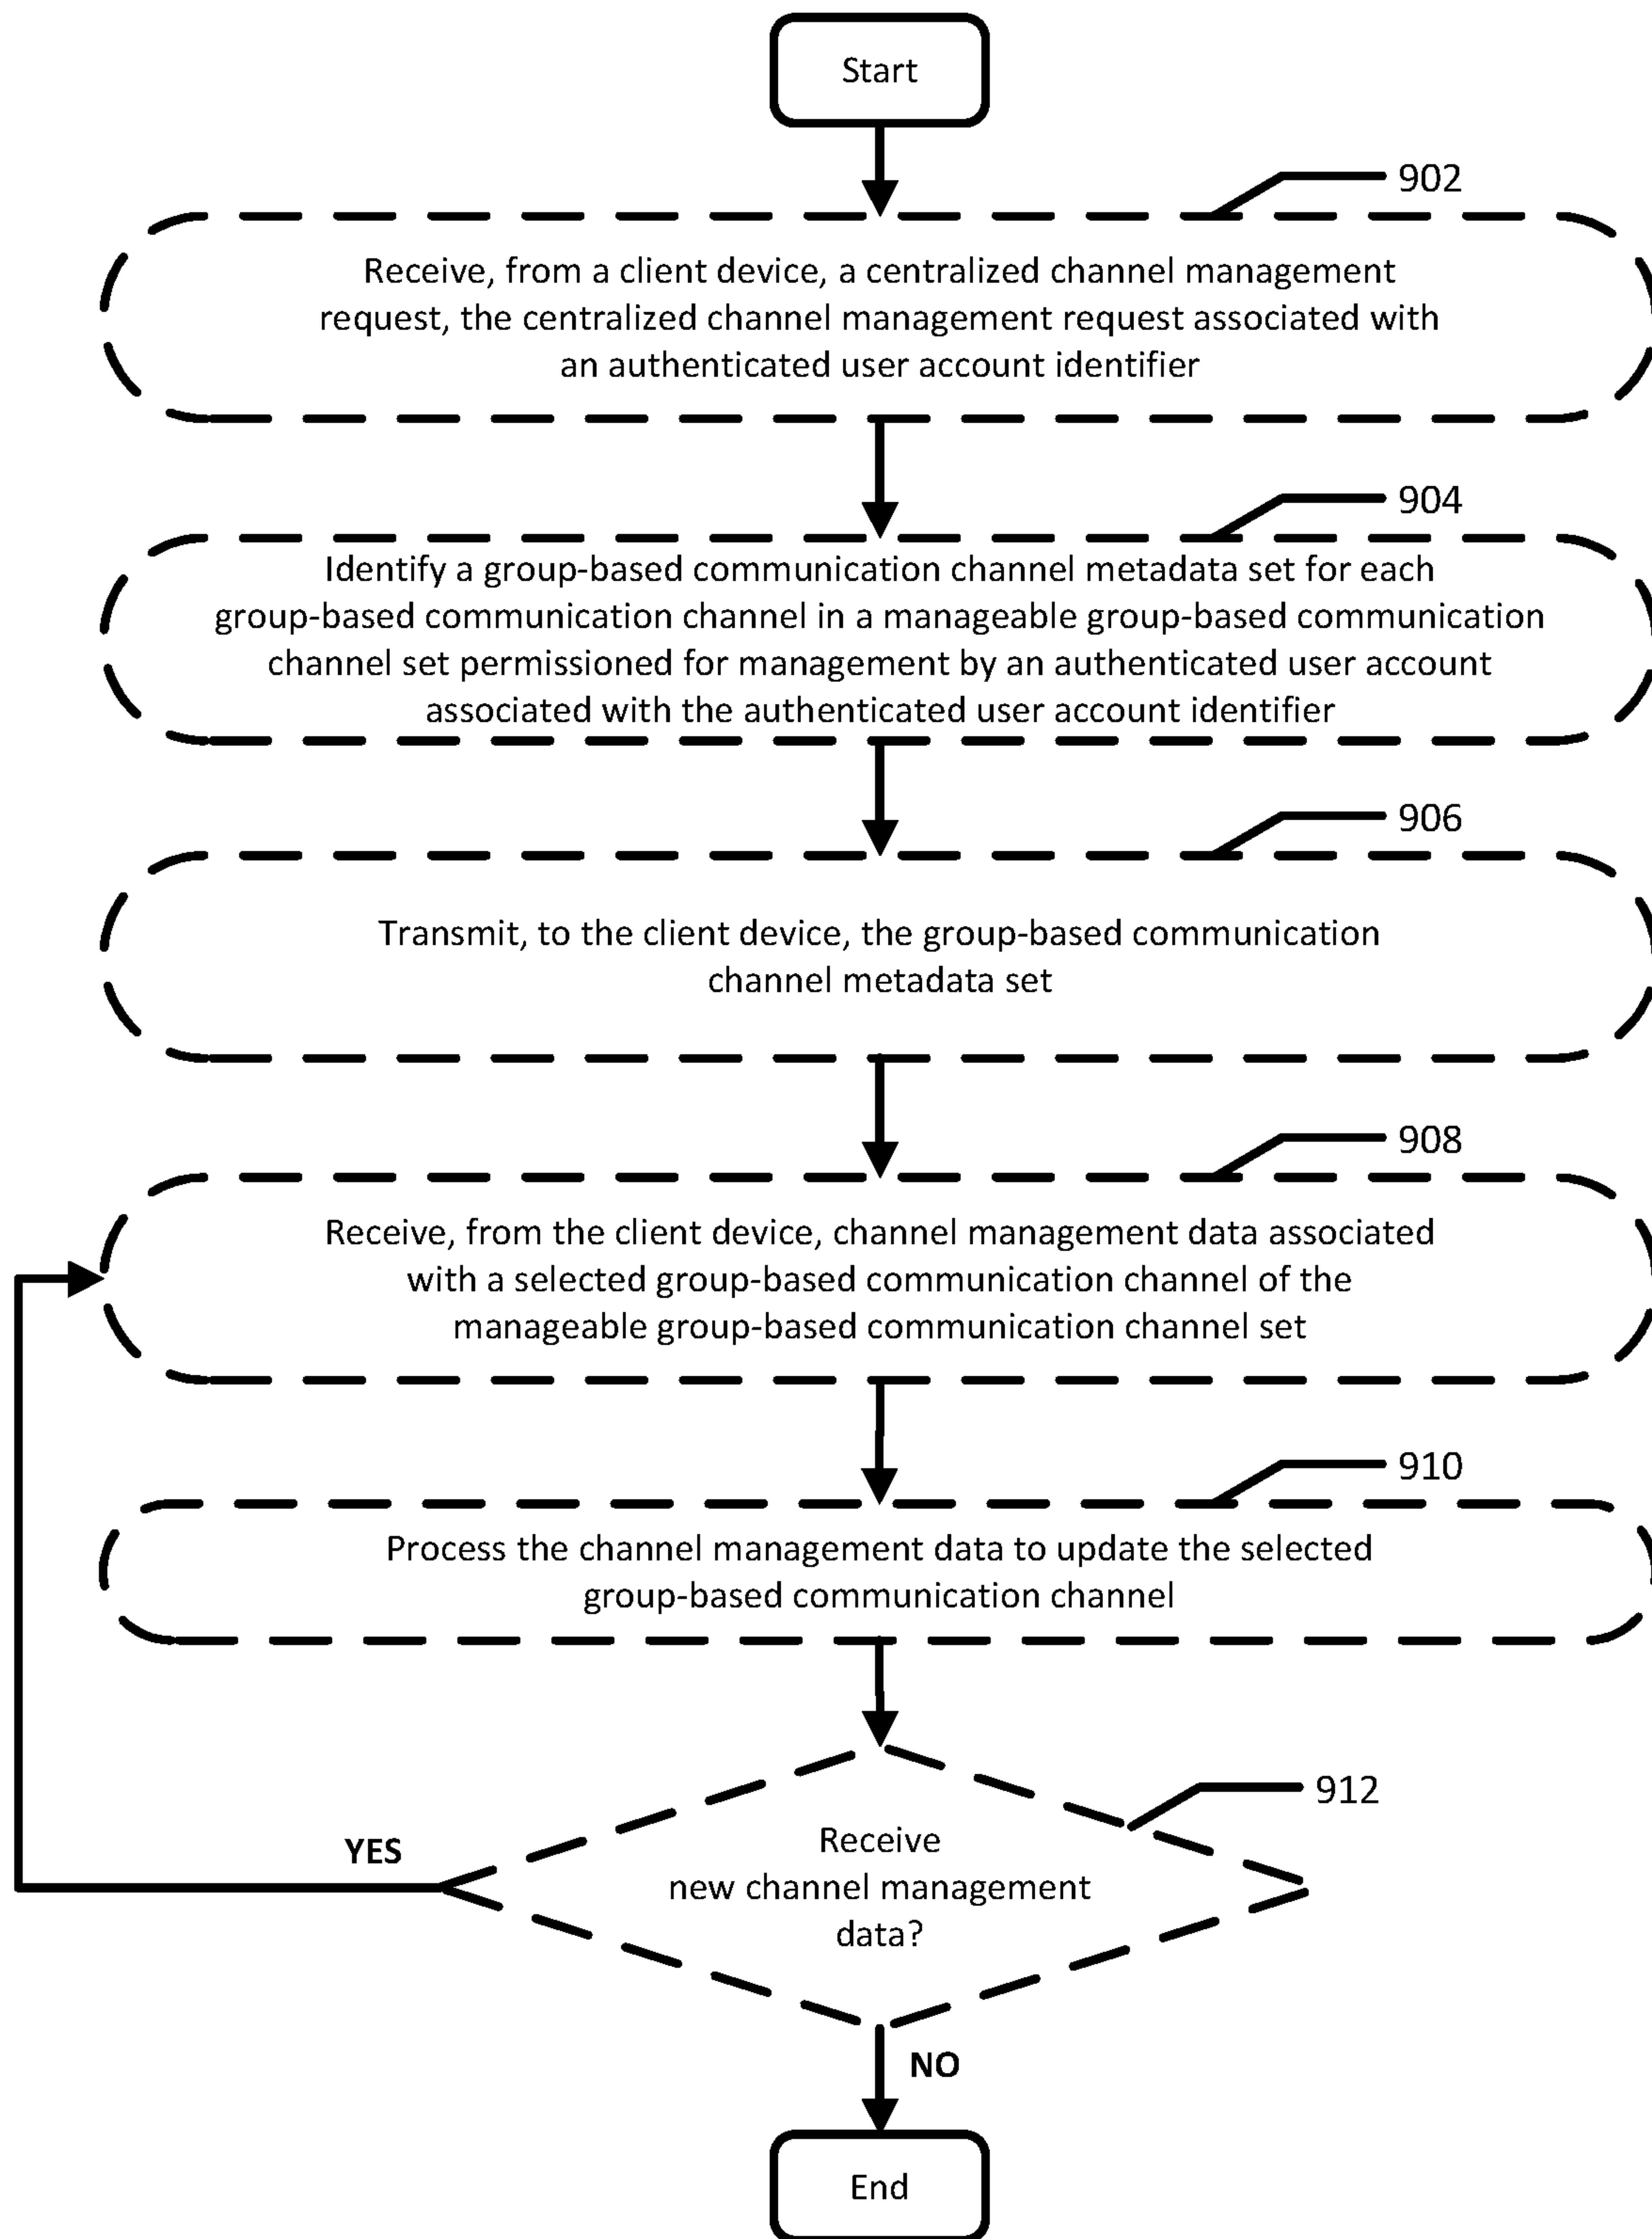 Start
902
Receive, from a client device, a centralized channel management
request, the centralized channel management request associated with
an authenticated user account identifier
904
Identify a group-based communication channel metadata set for each
group-based communication channel in a manageable group-based communication
channel set permissioned for management by an authenticated user account
associated with the authenticated user account identifier
906
Transmit, to the client device, the group-based communication
channel metadata set
908
Receive, from the client device, channel management data associated
with a selected group-based communication channel of the
manageable group-based communication channel set
910
Process the channel management data to update the selected
group-based communication channel
912
YES
Receive
new channel management
data?
NO
End